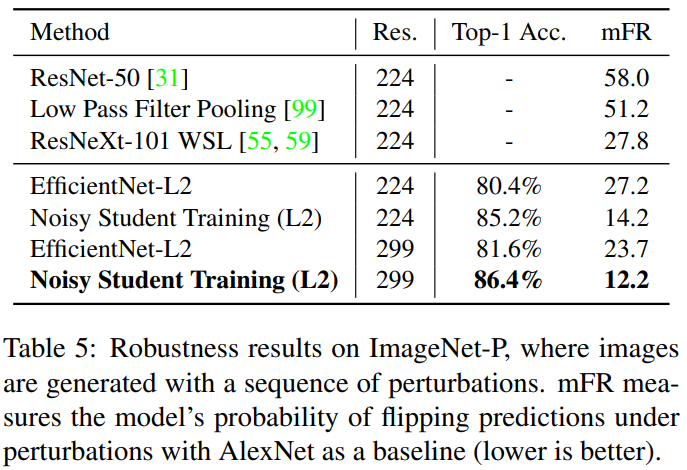 Method Res. Top-1 Acc. mFR
ResNet-50 [31] 224 - 58.0
Low Pass Filter Pooling [99] 224 - 51.2
ResNeXt-101 WSL [55, 59] 224 - 27.8
EfficientNet-L2 224 80.4% 27.2
Noisy Student Training (L2) 224 85.2% 14.2
EfficientNet-L2 299 81.6% 23.7
Noisy Student Training (L2) 299 86.4% 12.2
Table 5: Robustness results on ImageNet-P, where images
are generated with a sequence of perturbations. mFR mea-
sures the model's probability of flipping predictions under
perturbations with AlexNet as a baseline (lower is better).